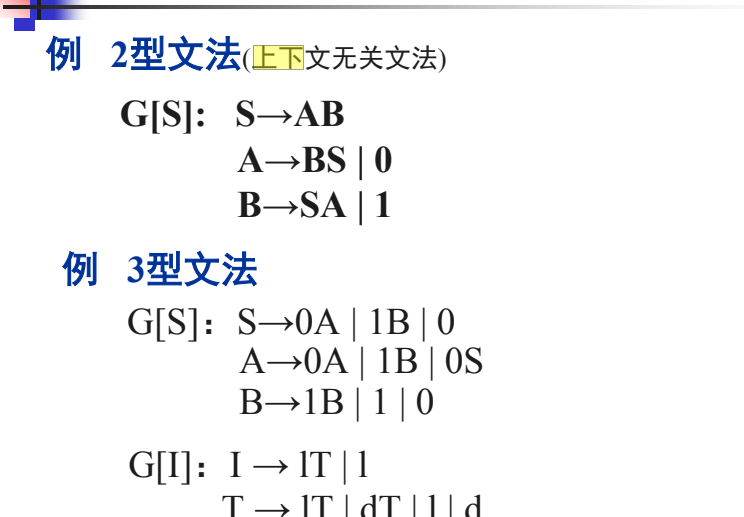 例 2型文法(上下文无关文法)
G[S]: S→AB
A→BS | 0
B→SA | 1
例 3型文法
G[S]：S→0A | 1B | 0
A→0A | 1B | 0S
B→1B | 1 | 0
G[I]：I → lT | l
T → lT | dT | l | d